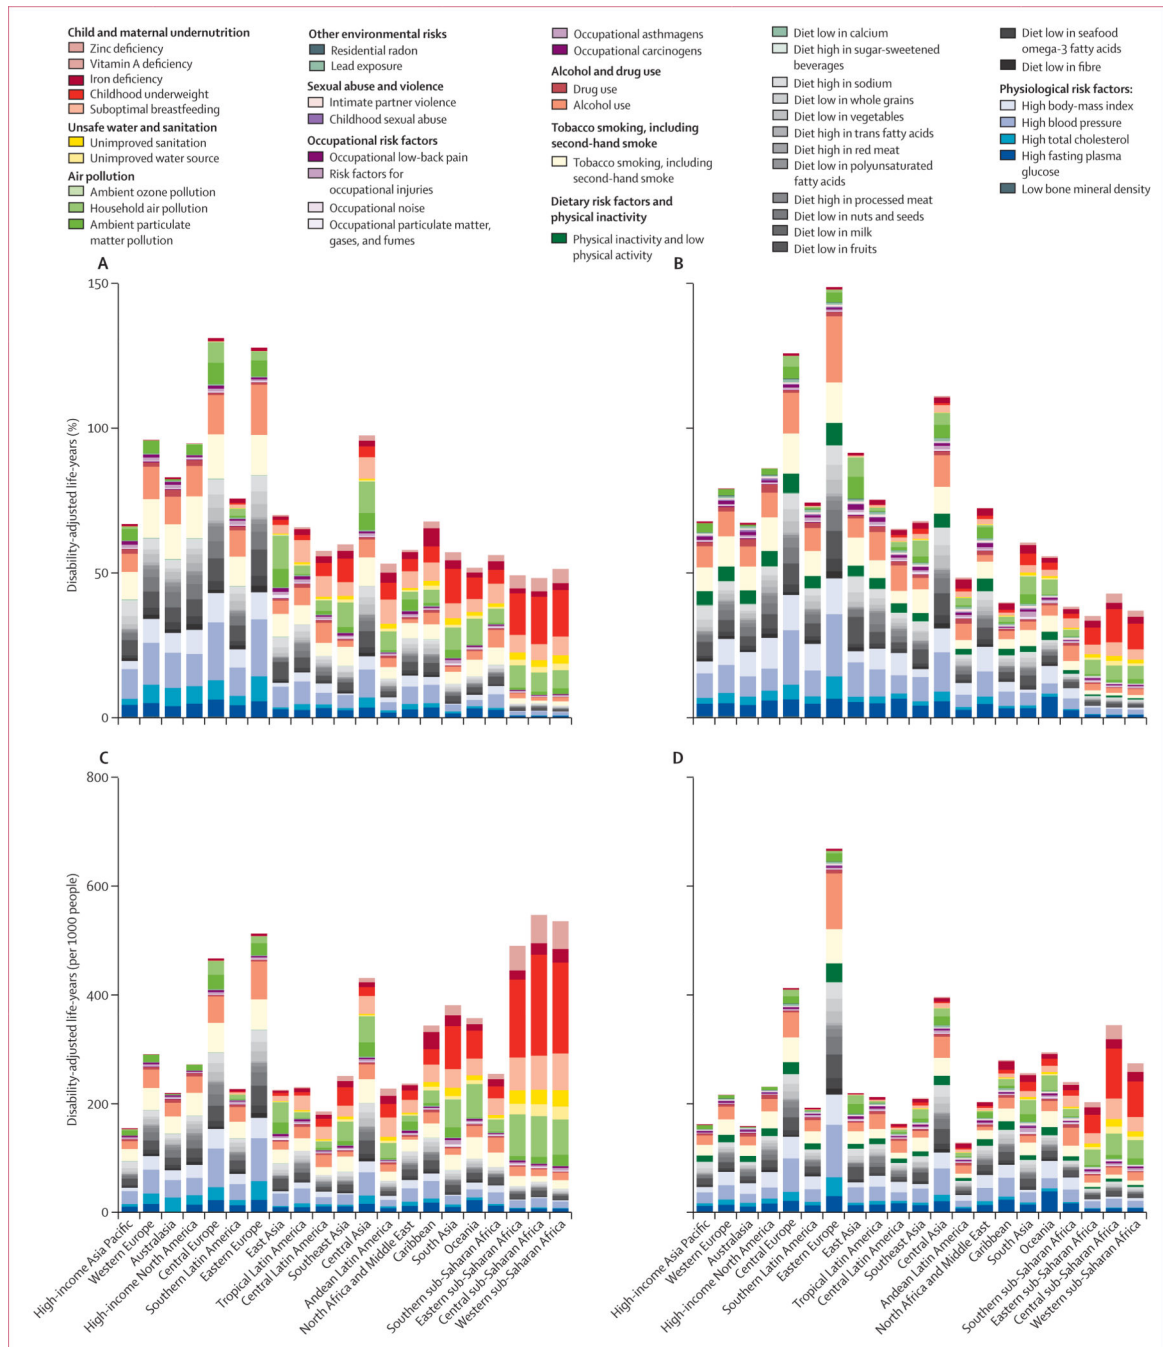 Child and maternal undernutrition
Zinc deficiency
Vitamin A deficiency
Iron deficiency
Childhood underweight
Suboptimal breastfeeding
Unsafe water and sanitation
Unimproved sanitation
Unimproved water source
Air pollution
Ambient ozone pollution
Household air pollution
Ambient particulate
matter pollution
Other environmental risks
Residential radon
Lead exposure
Sexual abuse and violence
Intimate partner violence
Childhood sexual abuse
Occupational risk factors
Occupational low-back pain
Risk factors for
occupational injuries
Occupational noise
Occupational particulate matter,
gases, and fumes
Occupational asthmagens
Occupational carcinogens
Alcohol and drug use
Drug use
Alcohol use
Tobacco smoking, including
second-hand smoke
Tobacco smoking, including
second-hand smoke
Dietary risk factors and
physical inactivity
Physical inactivity and low
physical activity
Diet low in calcium
Diet high in sugar-sweetened
beverages
Diet high in sodium
Diet low in whole grains
Diet low in vegetables
Diet high in trans fatty acids
Diet high in red meat
Diet low in polyunsaturated
fatty acids
Diet high in processed meat
Diet low in nuts and seeds
Diet low in milk
Diet low in fruits
Diet low in seafood
omega-3 fatty acids
Diet low in fibre
Physiological risk factors:
High body-mass index
High blood pressure
High total cholesterol
High fasting plasma
glucose
Low bone mineral density
A
150
100
50
0
Disability-adjusted life-years (%)
B
C
800
600
400
200
0
Disability-adjusted life-years (per 1000 people)
High-income Asia Pacific
Western Europe
Australasia
High-income North America
Central Europe
Southern Latin America
Eastern Europe
East Asia
Tropical Latin America
Central Latin America
Southeast Asia
Central Asia
Andean Latin America
North Africa and Middle East
Caribbean
South Asia
Oceania
Southern sub-Saharan Africa
Eastern sub-Saharan Africa
Central sub-Saharan Africa
Western sub-Saharan Africa
D
High-income Asia Pacific
Western Europe
Australasia
High-income North America
Central Europe
Southern Latin America
Eastern Europe
East Asia
Tropical Latin America
Central Latin America
Southeast Asia
Central Asia
Andean Latin America
North Africa and Middle East
Caribbean
South Asia
Oceania
Southern sub-Saharan Africa
Eastern sub-Saharan Africa
Central sub-Saharan Africa
Western sub-Saharan Africa